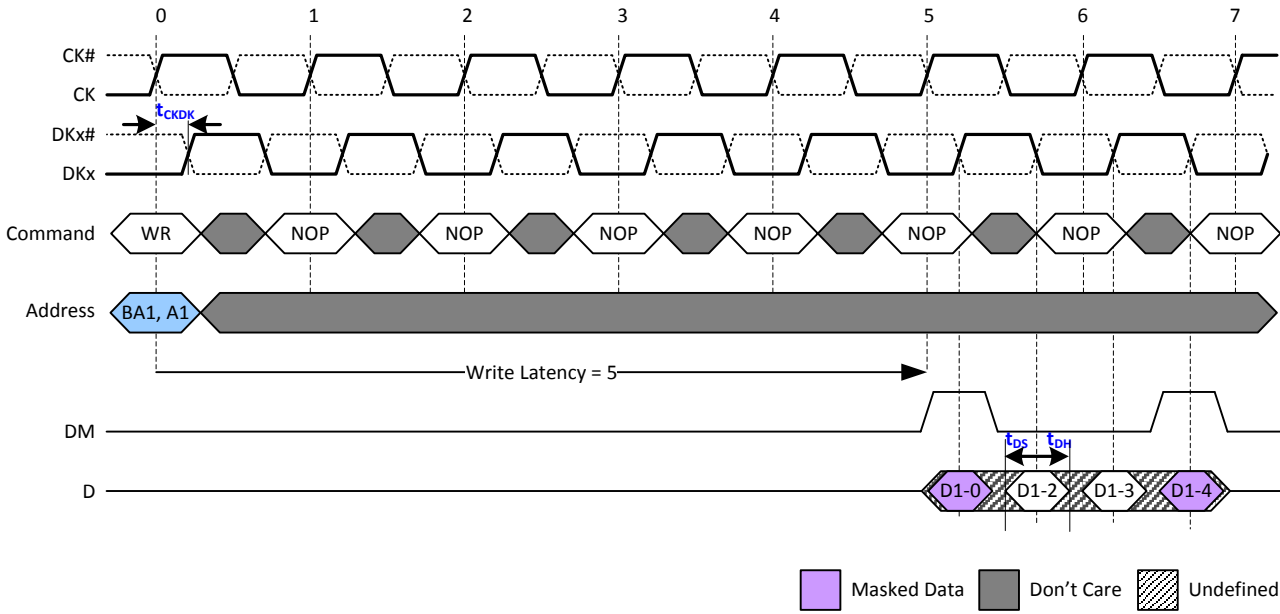 0 1 2 3 4 5 6 7
CK#
CK
tCKDK
DKx#
DKx
Command WR NOP NOP NOP NOP NOP NOP NOP
Address BA1, A1
Write Latency = 5
DM
tDS tDH
D D1-0 D1-2 D1-3 D1-4
Masked Data Don't Care Undefined